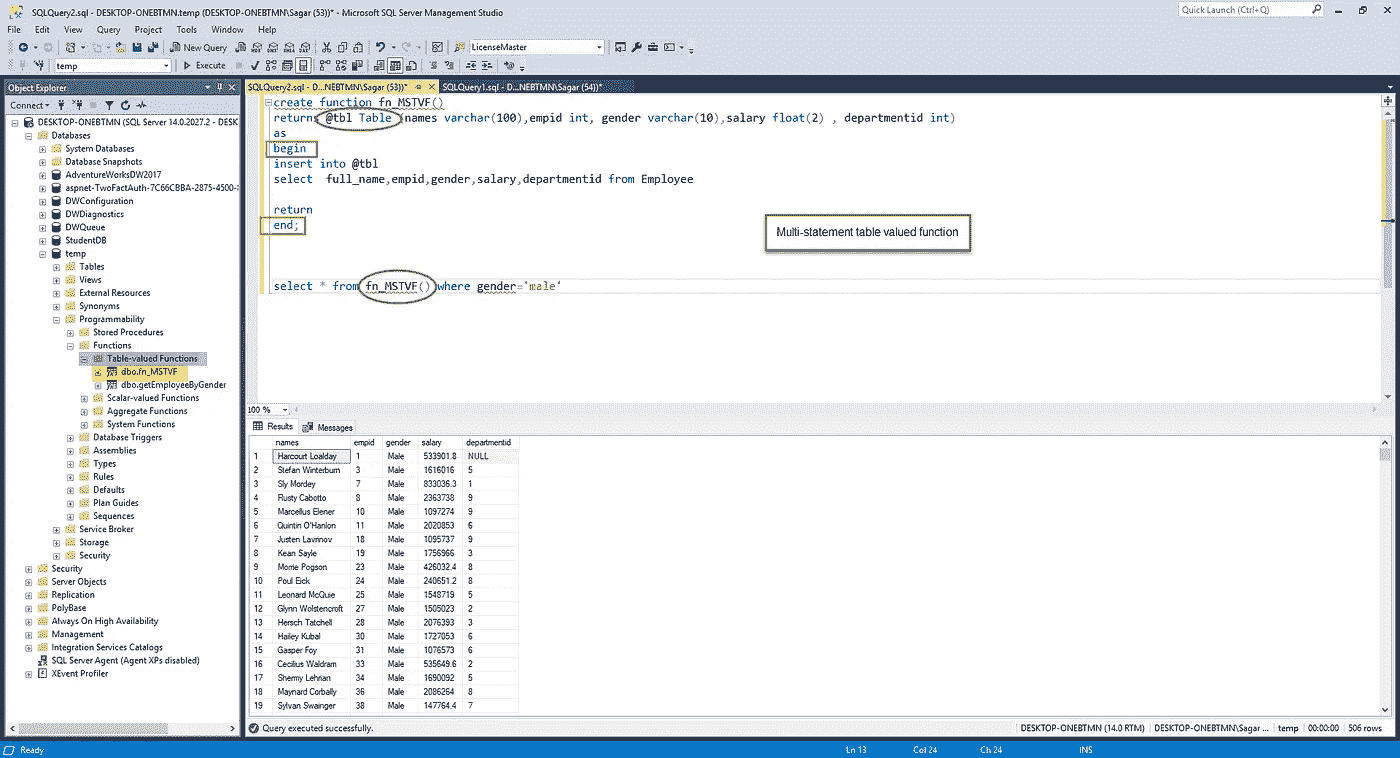 SQLQuery2.sql - DESKTOP-ONEBTMN.temp (DESKTOP-ONEBTMN\Sagar (53))* - Microsoft SQL Server Management Studio
Quick Launch (Ctrl+Q)
File Edit View Query Project Tools Window Help
New Query LicenseMaster
temp Execute
Object Explorer
Connect
DESKTOP-ONEBTMN (SQL Server 14.0.2027.2 - DESK
Databases
System Databases
Database Snapshots
AdventureWorksDW2017
aspnet-TwoFactAuth-7C66CBBA-2875-4500-
DWConfiguration
DWDiagnostics
DWQueue
StudentDB
temp
Tables
Views
External Resources
Synonyms
Programmability
Stored Procedures
Functions
Table-valued Functions
dbo.fn_MSTVF
dbo.getEmployeeByGender
Scalar-valued Functions
Aggregate Functions
System Functions
Database Triggers
Assemblies
Types
Rules
Defaults
Plan Guides
Sequences
Service Broker
Storage
Security
Security
Server Objects
Replication
PolyBase
Always On High Availability
Management
Integration Services Catalogs
SQL Server Agent (Agent XPs disabled)
XEvent Profiler
SQLQuery2.sql - D...NEBTMN.temp (DESKTOP-ONEBTMN\Sagar (53))*
SQLQuery1.sql - D...NEBTMN\Sagar (54))*
create function fn_MSTVF()
returns @tbl Table (names varchar(100),empid int, gender varchar(10),salary float(2) , departmentid int)
as
begin
insert into @tbl
select full_name,empid,gender,salary,departmentid from Employee
return
end;
Multi-statement table valued function
select * from fn_MSTVF() where gender='male'
100 %
Results Messages
names empid gender salary departmentid
1 Harcourt Loalday 1 Male 533901.8 NULL
2 Stefan Winterburn 3 Male 1616016 5
3 Sly Mordey 7 Male 833036.3 1
4 Rusty Cabotto 8 Male 2363738 9
5 Marcellus Elener 10 Male 1097274 9
6 Quintin O'Hanlon 11 Male 2020853 6
7 Justen Lavrinov 18 Male 1095737 9
8 Kean Sayle 19 Male 1756966 3
9 Morrie Pogson 23 Male 426032.4 8
10 Poul Eick 24 Male 240651.2 8
11 Leonard McQuie 25 Male 1548719 5
12 Glynn Wolstencroft 27 Male 1505023 2
13 Hersch Tatchell 28 Male 2076393 3
14 Hailey Kubal 30 Male 1727053 6
15 Gasper Foy 31 Male 1076573 6
16 Cecilius Waldram 33 Male 535649.6 2
17 Shermy Lehrian 34 Male 1690092 5
18 Maynard Corbally 36 Male 2086264 8
19 Sylvan Swainger 38 Male 147764.4 7
Query executed successfully.
DESKTOP-ONEBTMN (14.0 RTM) DESKTOP-ONEBTMN\Sagar ... temp 00:00:00 506 rows
Ready Ln 13 Col 24 Ch 24 INS